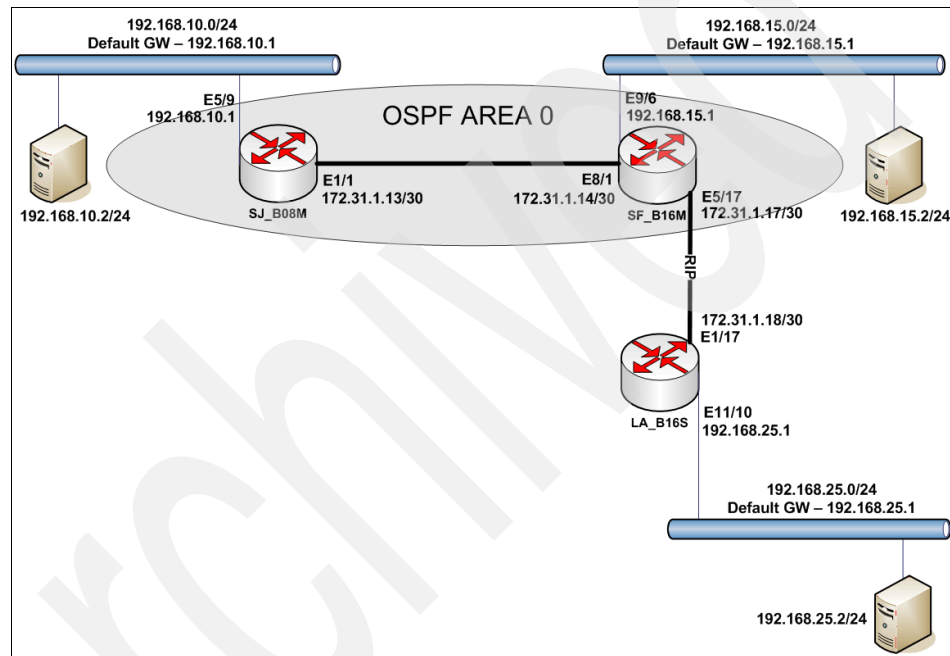 192.168.10.0/24
Default GW – 192.168.10.1
192.168.15.0/24
Default GW – 192.168.15.1
E5/9
192.168.10.1
OSPF AREA 0
E9/6
192.168.15.1
E1/1
172.31.1.13/30
E8/1
172.31.1.14/30
SJ_B08M
SF_B16M
E5/17
172.31.1.17/30
192.168.10.2/24
192.168.15.2/24
RIP
172.31.1.18/30
E1/17
LA_B16S
E11/10
192.168.25.1
192.168.25.0/24
Default GW – 192.168.25.1
192.168.25.2/24
rchived